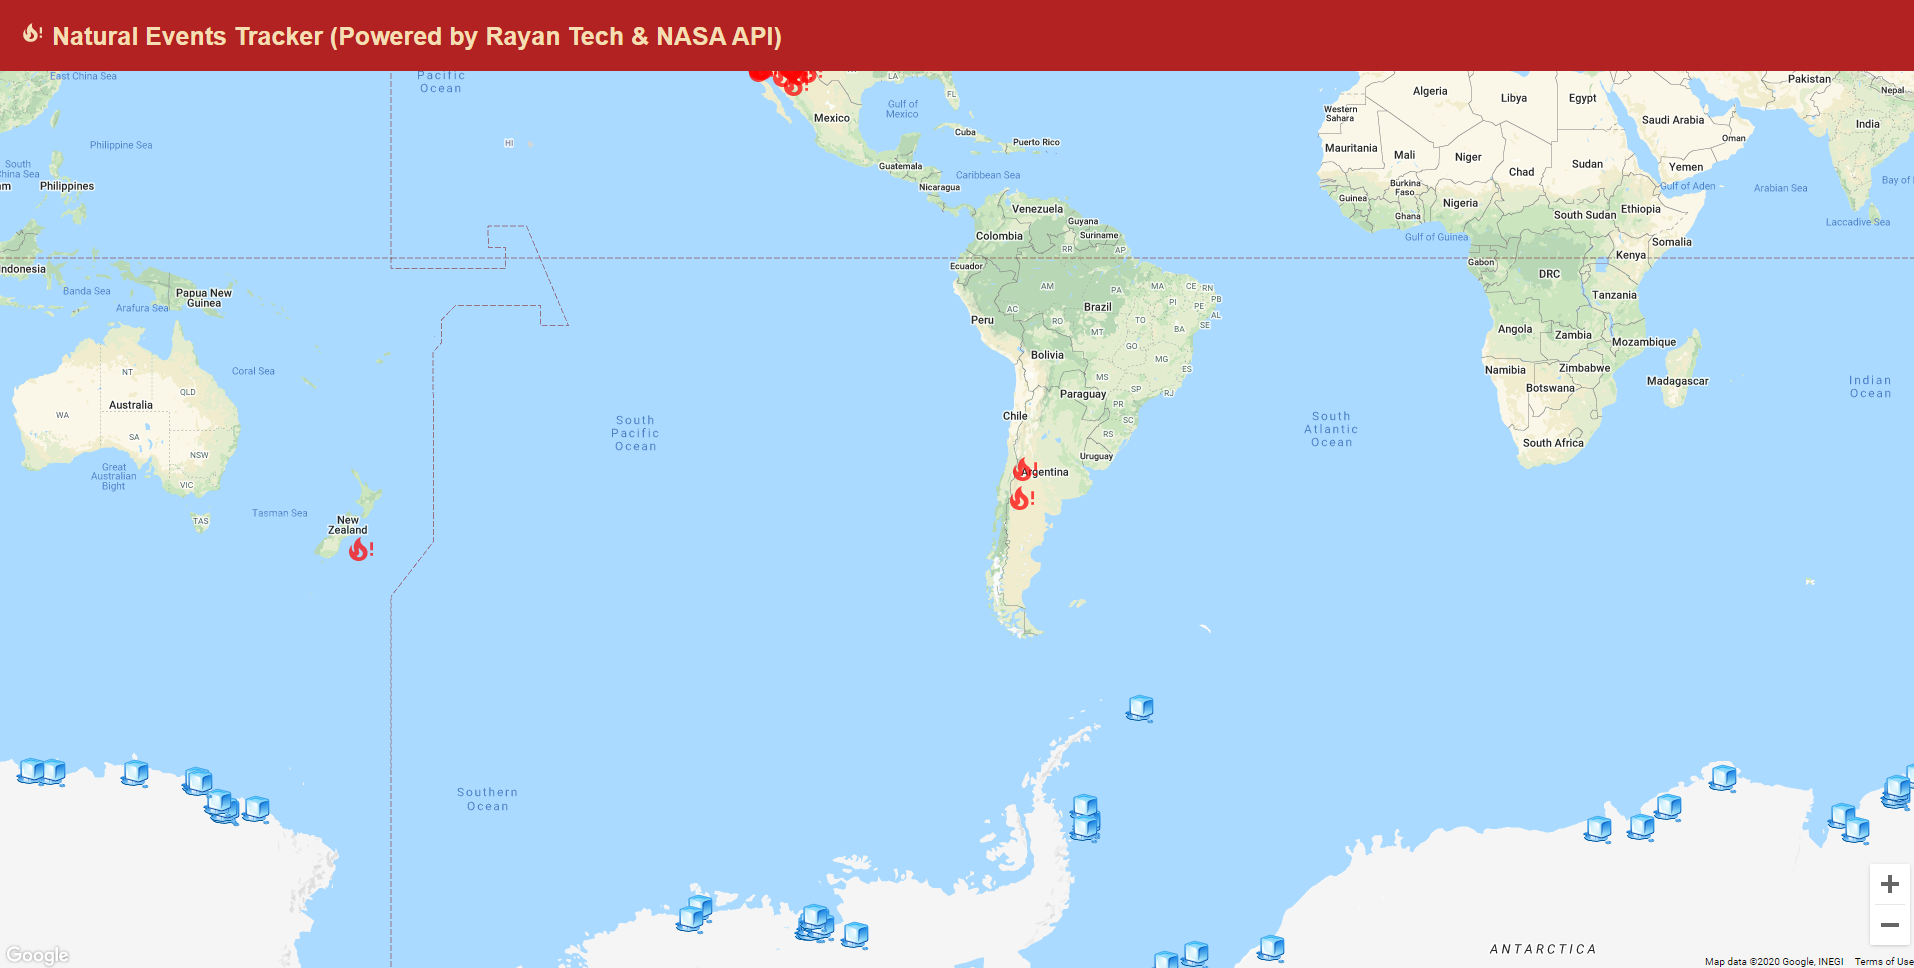 Natural Events Tracker (Powered by Rayan Tech & NASA API)
East China Sea
Pacific
Ocean
LA
FL
Gulf of
Mexico
Mexico
Cuba
Puerto Rico
Guatemala
Caribbean Sea
Nicaragua
HI
Philippine Sea
South
China Sea
Philippines
Indonesia
Banda Sea
Arafura Sea
Papua New
Guinea
Coral Sea
NT
QLD
Australia
WA
SA
NSW
VIC
TAS
Great
Australian
Bight
Tasman Sea
New
Zealand
South
Pacific
Ocean
Venezuela
Guyana
Suriname
Colombia
RR
AP
Ecuador
AM
PA
MA
CE
RN
PB
PI
PE
AL
SE
AC
RO
Brazil
TO
BA
MT
Peru
GO
MG
ES
Bolivia
MS
SP
RJ
Paraguay
PR
SC
RS
Chile
Uruguay
Argentina
South
Atlantic
Ocean
Algeria
Libya
Egypt
Western
Sahara
Saudi Arabia
Pakistan
Nepal
India
Oman
Mauritania
Mali
Niger
Chad
Sudan
Yemen
Gulf of Aden
Arabian Sea
Bay of
Burkina
Faso
Guinea
Ghana
Nigeria
South Sudan
Ethiopia
Laccadive Sea
Gulf of Guinea
Somalia
Kenya
Gabon
DRC
Tanzania
Angola
Zambia
Mozambique
Namibia
Zimbabwe
Botswana
Madagascar
South Africa
Indian
Ocean
Southern
Ocean
ANTARCTICA
Google
Map data ©2020 Google, INEGI
Terms of Use